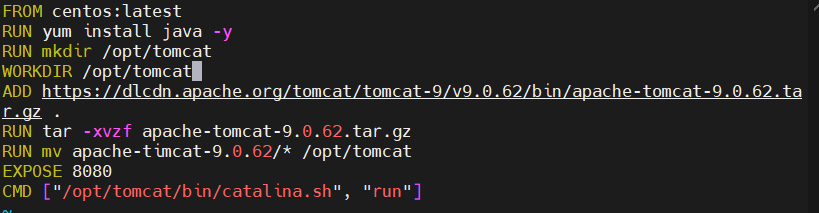 FROM centos:latest
RUN yum install java -y
RUN mkdir /opt/tomcat
WORKDIR /opt/tomcat
ADD https://dlcdn.apache.org/tomcat/tomcat-9/v9.0.62/bin/apache-tomcat-9.0.62.ta
r.gz .
RUN tar -xvzf apache-tomcat-9.0.62.tar.gz
RUN mv apache-timcat-9.0.62/* /opt/tomcat
EXPOSE 8080
CMD ["/opt/tomcat/bin/catalina.sh", "run"]
~